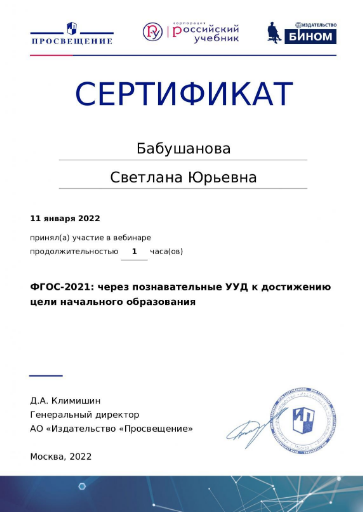 ПРОСВЕЩЕНИЕ
корпорация
российский
учебник
ИЗДАТЕЛЬСТВО
БИНОМ
СЕРТИФИКАТ
Бабушанова
Светлана Юрьевна
11 января 2022
принял(а) участие в вебинаре
продолжительностью 1 часа(ов)
ФГОС-2021: через познавательные УУД к достижению
цели начального образования
Д.А. Климишин
Генеральный директор
АО «Издательство «Просвещение»
Москва, 2022